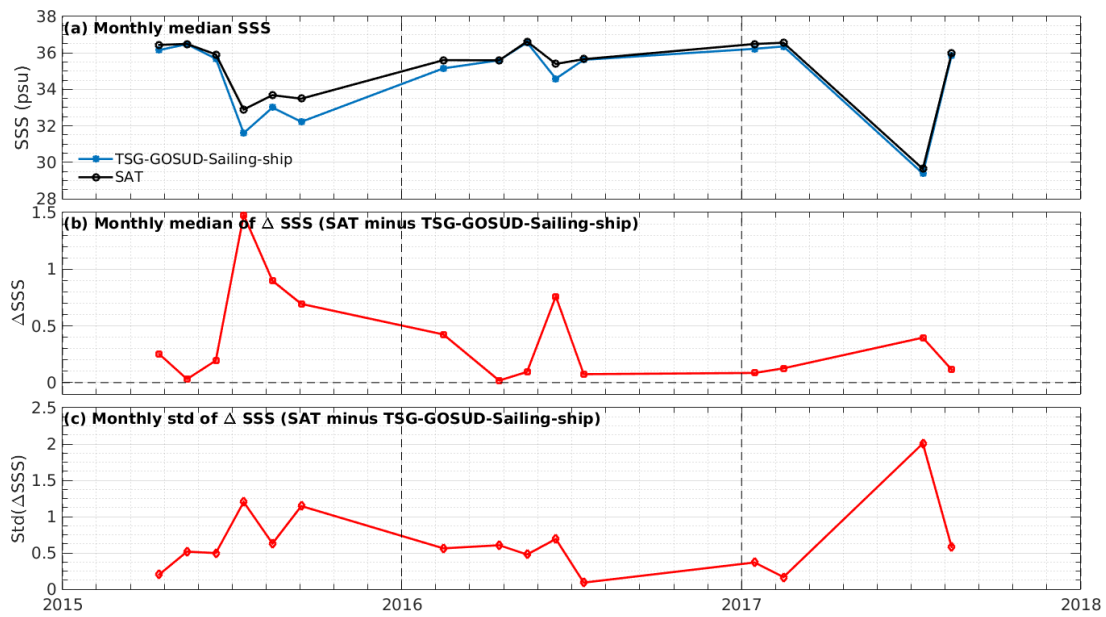 (a) Monthly median SSS
SSS (psu)
38
36
34
32
30
28
TSG-GOSUD-Sailing-ship
SAT
(b) Monthly median of Δ SSS (SAT minus TSG-GOSUD-Sailing-ship)
ΔSSS
1.5
1
0.5
0
(c) Monthly std of Δ SSS (SAT minus TSG-GOSUD-Sailing-ship)
Std(ΔSSS)
2.5
2
1.5
1
0.5
0
2015 2016 2017 2018